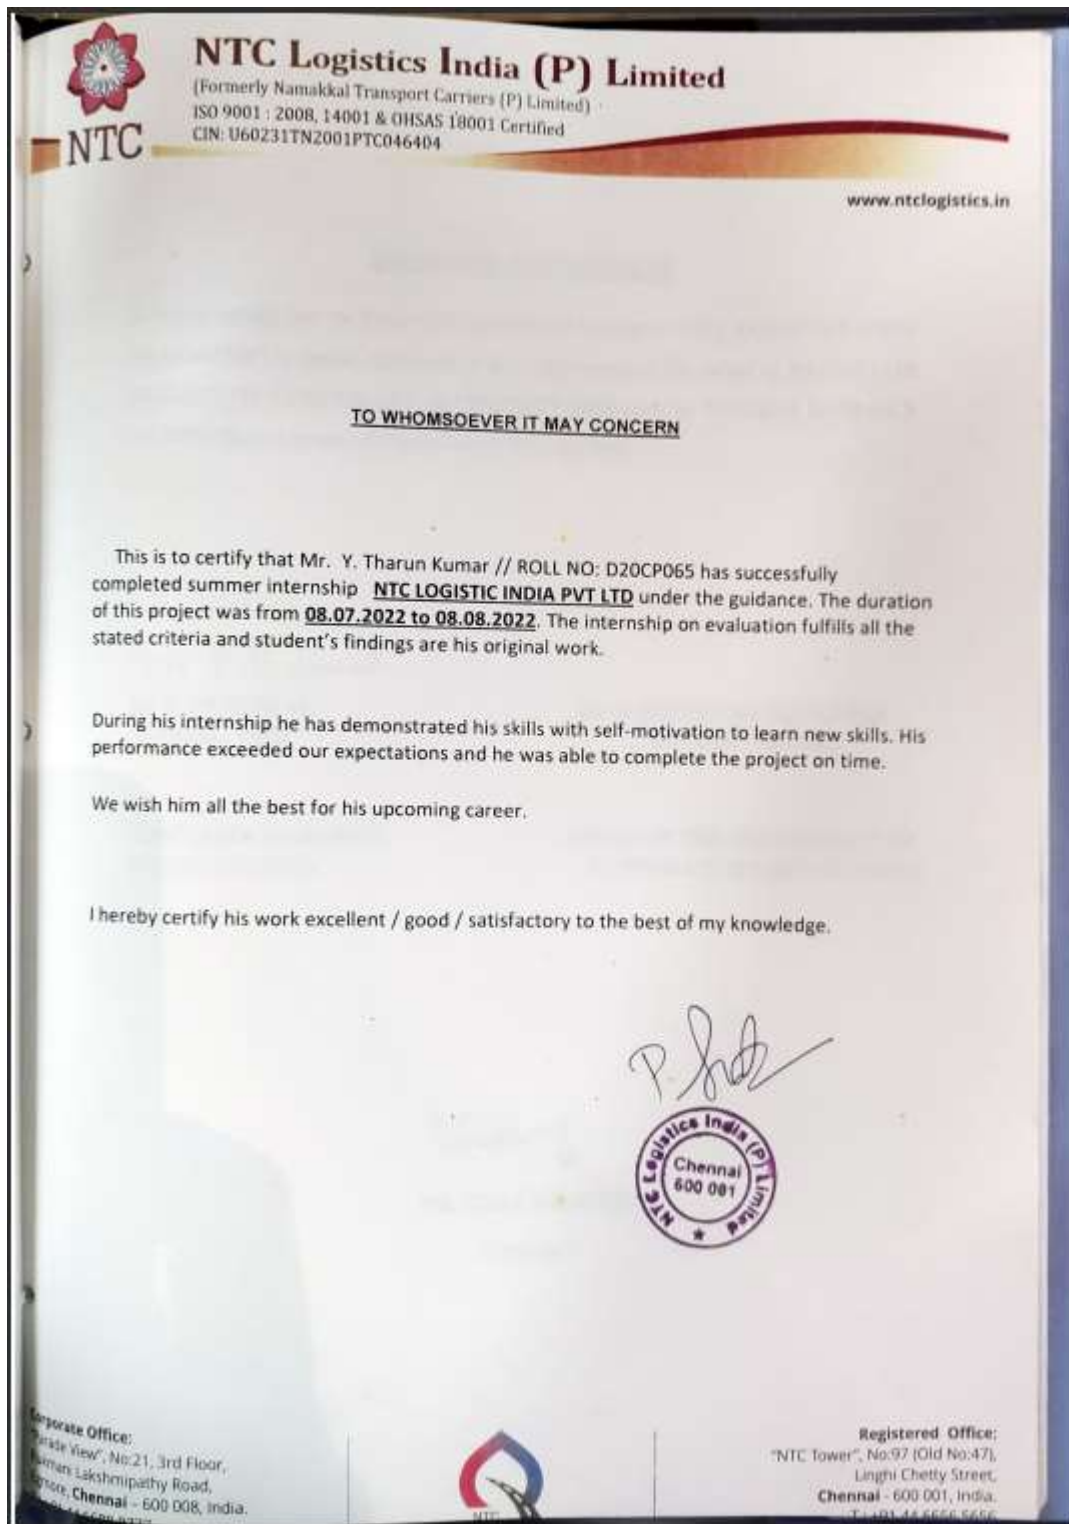 NTC Logistics India (P) Limited
(Formerly Namakkal Transport Carriers (P) Limited)
ISO 9001 : 2008, 14001 & OHSAS 18001 Certified
CIN: U60231TN2001PTC046404
NTC
www.ntclogistics.in
TO WHOMSOEVER IT MAY CONCERN
This is to certify that Mr. Y. Tharun Kumar // ROLL NO: D20CP065 has successfully
completed summer internship NTC LOGISTIC INDIA PVT LTD under the guidance. The duration
of this project was from 08.07.2022 to 08.08.2022. The internship on evaluation fulfills all the
stated criteria and student's findings are his original work.
During his internship he has demonstrated his skills with self-motivation to learn new skills. His
performance exceeded our expectations and he was able to complete the project on time.
We wish him all the best for his upcoming career.
I hereby certify his work excellent / good / satisfactory to the best of my knowledge.
P.
NTC Logistics India (P) Limited
Chennai
600 001
Corporate Office:
View", No:21, 3rd Floor,
Lakshmipathy Road,
Chennai - 600 008, India.
NTC
Registered Office:
"NTC Tower", No:97 (Old No:47),
Linghi Chetty Street,
Chennai - 600 001, India.
T : +91 44 6656 5656